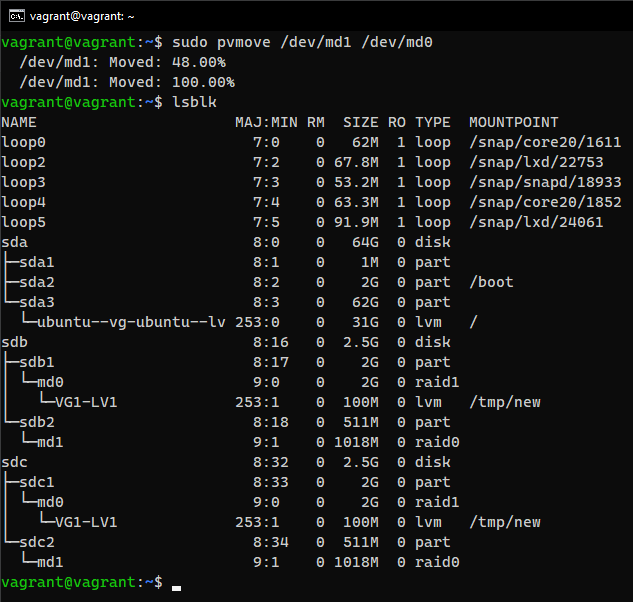 vagrant@vagrant: ~
vagrant@vagrant:~$ sudo pvmove /dev/md1 /dev/md0
  /dev/md1: Moved: 48.00%
  /dev/md1: Moved: 100.00%
vagrant@vagrant:~$ lsblk
NAME                      MAJ:MIN RM  SIZE RO TYPE  MOUNTPOINT
loop0                       7:0    0   62M  1 loop  /snap/core20/1611
loop2                       7:2    0 67.8M  1 loop  /snap/lxd/22753
loop3                       7:3    0 53.2M  1 loop  /snap/snapd/18933
loop4                       7:4    0 63.3M  1 loop  /snap/core20/1852
loop5                       7:5    0 91.9M  1 loop  /snap/lxd/24061
sda                         8:0    0   64G  0 disk
├─sda1                      8:1    0    1M  0 part
├─sda2                      8:2    0    2G  0 part  /boot
└─sda3                      8:3    0   62G  0 part
  └─ubuntu--vg-ubuntu--lv 253:0    0   31G  0 lvm   /
sdb                         8:16   0  2.5G  0 disk
├─sdb1                      8:17   0    2G  0 part
│ └─md0                     9:0    0    2G  0 raid1
│   └─VG1-LV1             253:1    0  100M  0 lvm   /tmp/new
└─sdb2                      8:18   0  511M  0 part
  └─md1                     9:1    0 1018M  0 raid0
sdc                         8:32   0  2.5G  0 disk
├─sdc1                      8:33   0    2G  0 part
│ └─md0                     9:0    0    2G  0 raid1
│   └─VG1-LV1             253:1    0  100M  0 lvm   /tmp/new
└─sdc2                      8:34   0  511M  0 part
  └─md1                     9:1    0 1018M  0 raid0
vagrant@vagrant:~$